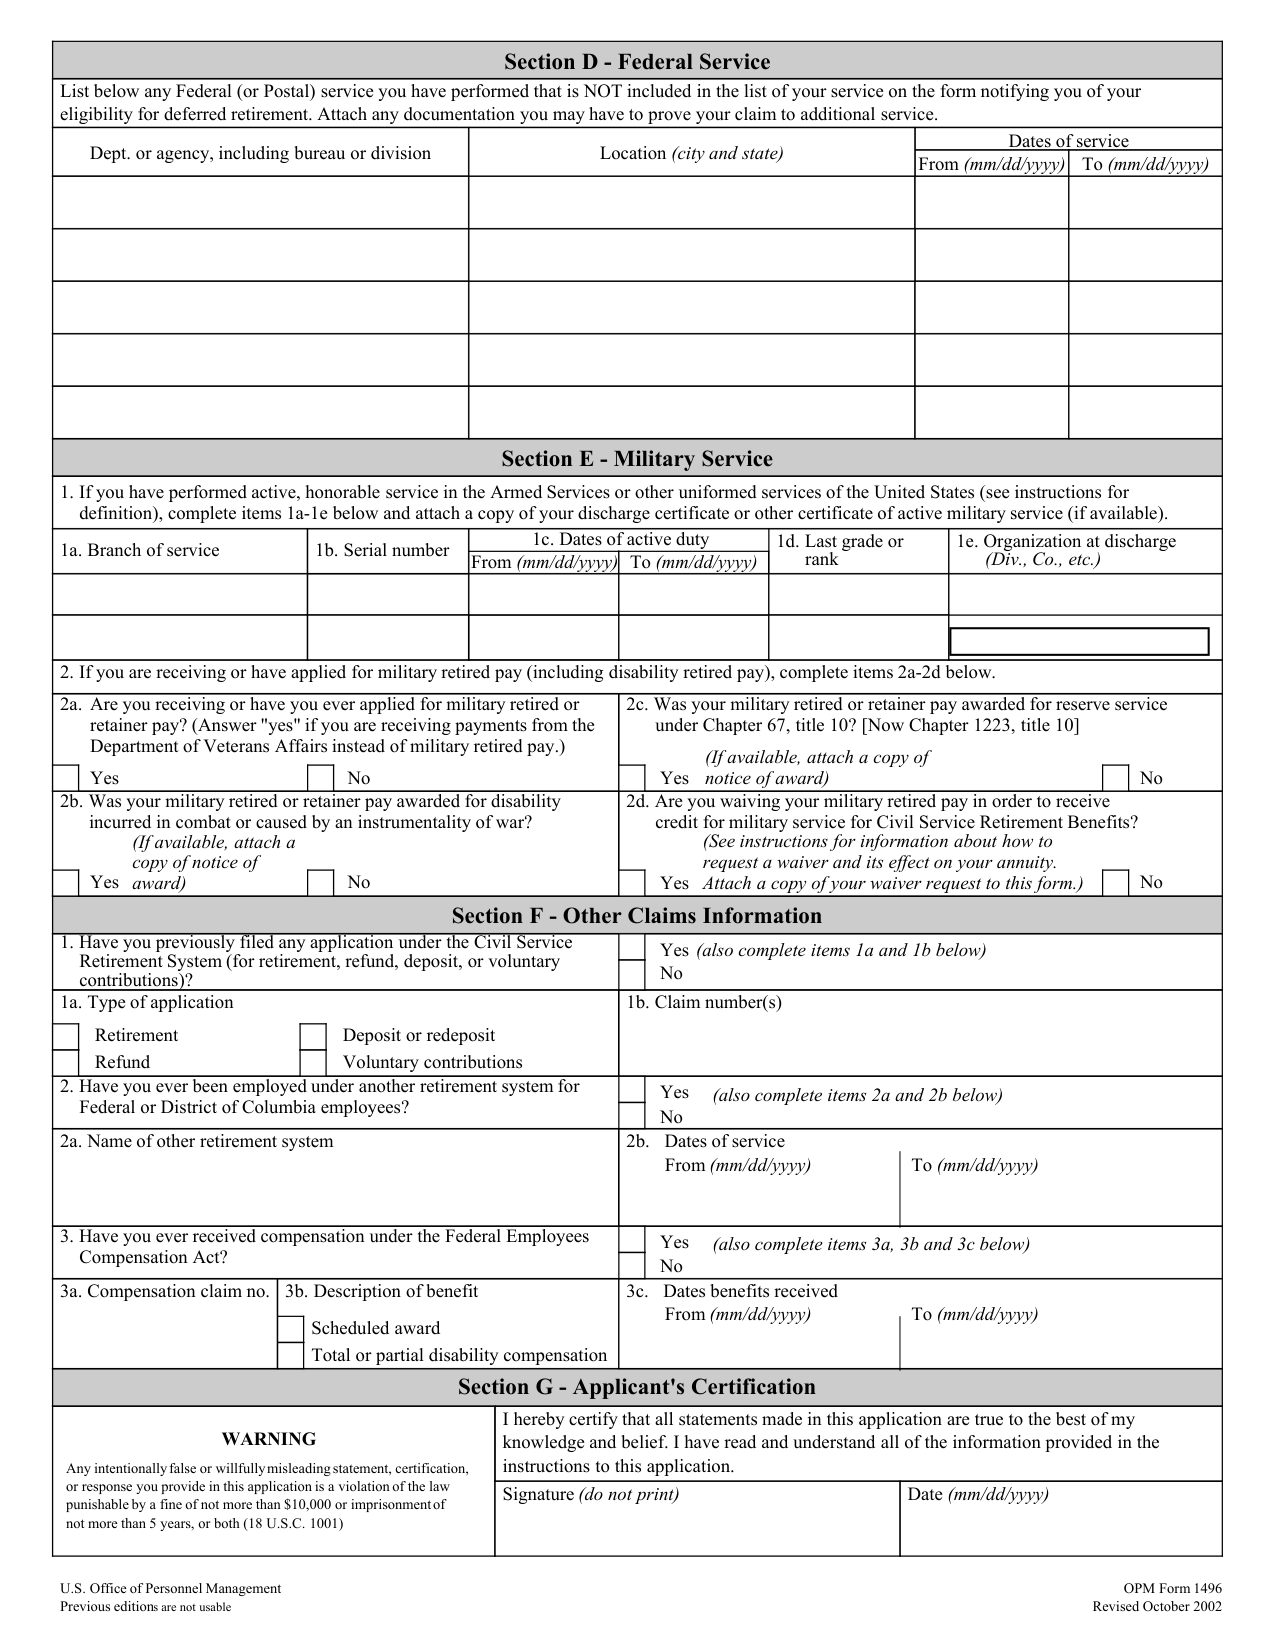 Section D - Federal Service
List below any Federal (or Postal) service you have performed that is NOT included in the list of your service on the form notifying you of your
eligibility for deferred retirement. Attach any documentation you may have to prove your claim to additional service.
Dept. or agency, including bureau or division
Location (city and state)
Dates of service
From (mm/dd/yyyy)
To (mm/dd/yyyy)
Section E - Military Service
1. If you have performed active, honorable service in the Armed Services or other uniformed services of the United States (see instructions for
definition), complete items 1a-1e below and attach a copy of your discharge certificate or other certificate of active military service (if available).
1a. Branch of service
1b. Serial number
1c. Dates of active duty
From (mm/dd/yyyy)
To (mm/dd/yyyy)
1d. Last grade or
rank
1e. Organization at discharge
(Div., Co., etc.)
2. If you are receiving or have applied for military retired pay (including disability retired pay), complete items 2a-2d below.
2a. Are you receiving or have you ever applied for military retired or
retainer pay? (Answer "yes" if you are receiving payments from the
Department of Veterans Affairs instead of military retired pay.)
Yes
No
2c. Was your military retired or retainer pay awarded for reserve service
under Chapter 67, title 10? [Now Chapter 1223, title 10]
(If available, attach a copy of
Yes notice of award)
No
2b. Was your military retired or retainer pay awarded for disability
incurred in combat or caused by an instrumentality of war?
(If available, attach a
copy of notice of
Yes award)
No
2d. Are you waiving your military retired pay in order to receive
credit for military service for Civil Service Retirement Benefits?
(See instructions for information about how to
request a waiver and its effect on your annuity.
Yes Attach a copy of your waiver request to this form.)
No
Section F - Other Claims Information
1. Have you previously filed any application under the Civil Service
Retirement System (for retirement, refund, deposit, or voluntary
contributions)?
Yes (also complete items 1a and 1b below)
No
1a. Type of application
Retirement
Deposit or redeposit
Refund
Voluntary contributions
1b. Claim number(s)
2. Have you ever been employed under another retirement system for
Federal or District of Columbia employees?
Yes (also complete items 2a and 2b below)
No
2a. Name of other retirement system
2b. Dates of service
From (mm/dd/yyyy)
To (mm/dd/yyyy)
3. Have you ever received compensation under the Federal Employees
Compensation Act?
Yes (also complete items 3a, 3b and 3c below)
No
3a. Compensation claim no.
3b. Description of benefit
Scheduled award
Total or partial disability compensation
3c. Dates benefits received
From (mm/dd/yyyy)
To (mm/dd/yyyy)
Section G - Applicant's Certification
WARNING
Any intentionally false or willfully misleading statement, certification,
or response you provide in this application is a violation of the law
punishable by a fine of not more than $10,000 or imprisonment of
not more than 5 years, or both (18 U.S.C. 1001)
I hereby certify that all statements made in this application are true to the best of my
knowledge and belief. I have read and understand all of the information provided in the
instructions to this application.
Signature (do not print)
Date (mm/dd/yyyy)
U.S. Office of Personnel Management
Previous editions are not usable
OPM Form 1496
Revised October 2002